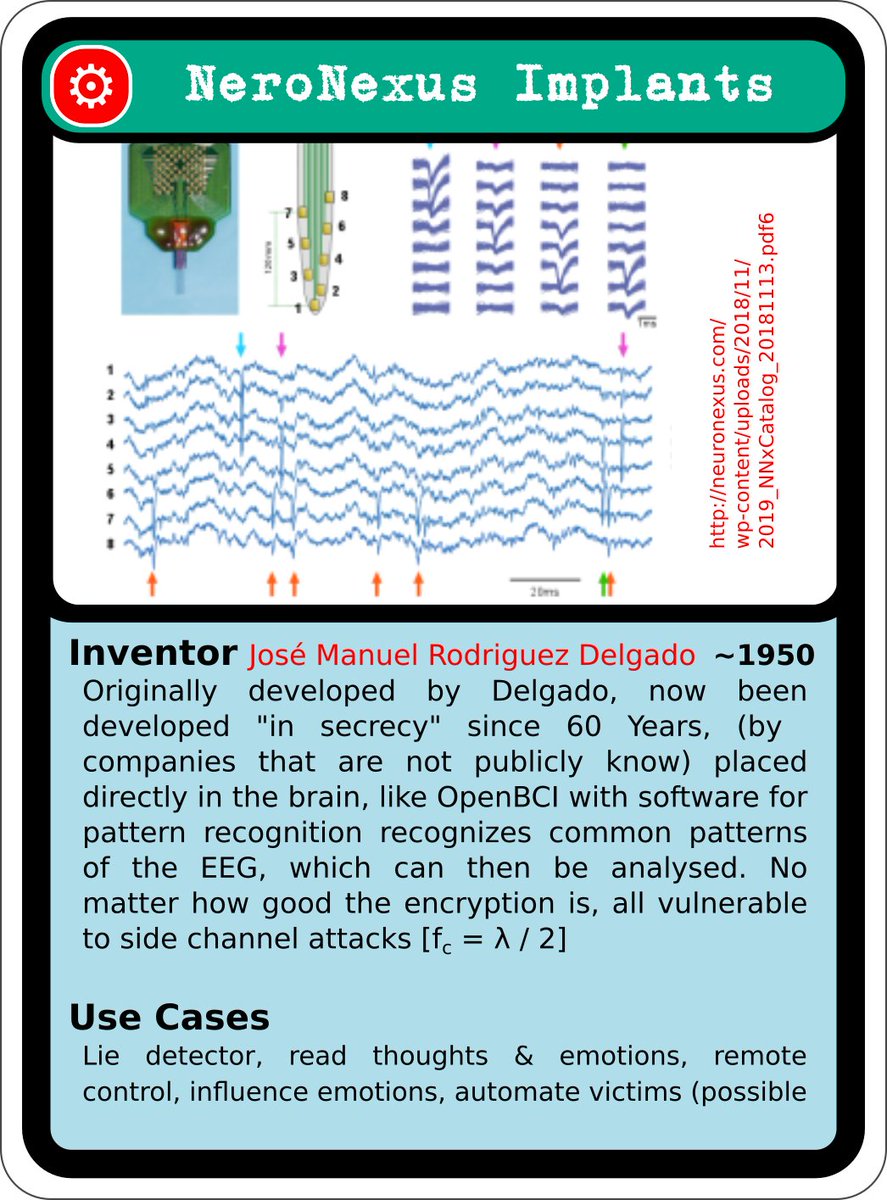 NeroNexus Implants
8
7
6
5
4
3
2
1
120mm
1ms
1
2
3
4
5
6
7
8
20ms
http://neuronexus.com/
wp-content/uploads/2018/11/
2019_NNxCatalog_20181113.pdf6
Inventor José Manuel Rodriguez Delgado ~1950
Originally developed by Delgado, now been
developed "in secrecy" since 60 Years, (by
companies that are not publicly know) placed
directly in the brain, like OpenBCI with software for
pattern recognition recognizes common patterns
of the EEG, which can then be analysed. No
matter how good the encryption is, all vulnerable
to side channel attacks [fc = λ / 2]
Use Cases
Lie detector, read thoughts & emotions, remote
control, influence emotions, automate victims (possible